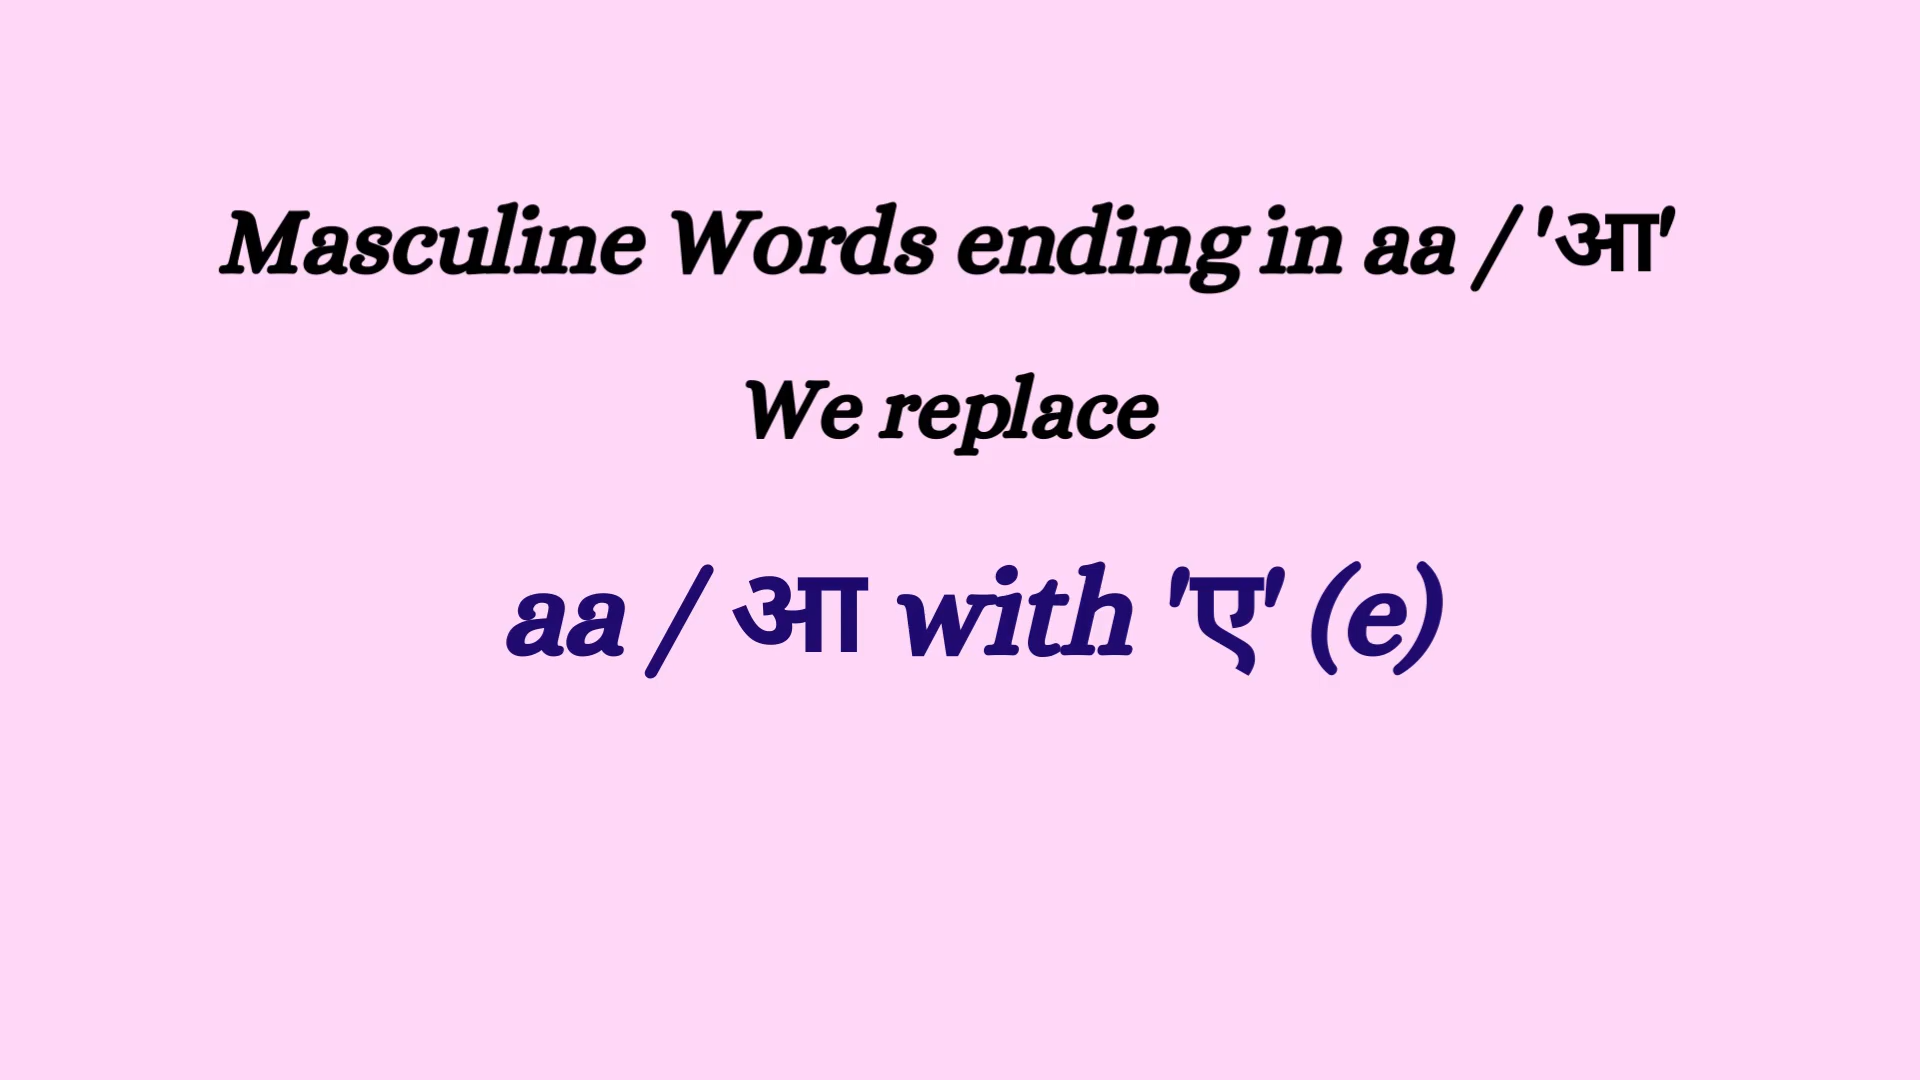 Masculine Words ending in aa / 'आ'
We replace
aa / आ with 'ए' (e)